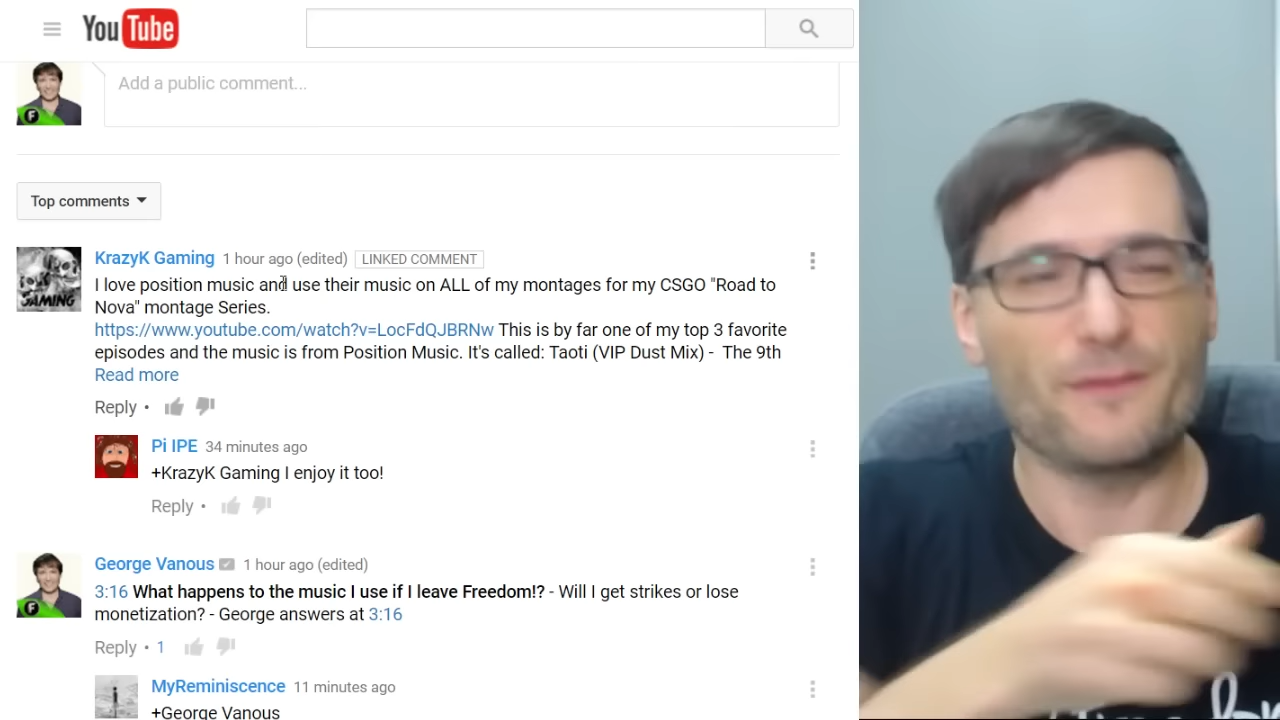 YouTube
Add a public comment...
Top comments
KrazyK Gaming 1 hour ago (edited) LINKED COMMENT
I love position music and use their music on ALL of my montages for my CSGO "Road to
Nova" montage Series.
https://www.youtube.com/watch?v=LocFdQJBRNw This is by far one of my top 3 favorite
episodes and the music is from Position Music. It's called: Taoti (VIP Dust Mix) - The 9th
Read more
Reply •
GAMING
Pi IPE 34 minutes ago
+KrazyK Gaming I enjoy it too!
Reply •
George Vanous 1 hour ago (edited)
3:16 What happens to the music I use if I leave Freedom!? - Will I get strikes or lose
monetization? - George answers at 3:16
Reply • 1
MyReminiscence 11 minutes ago
+George Vanous